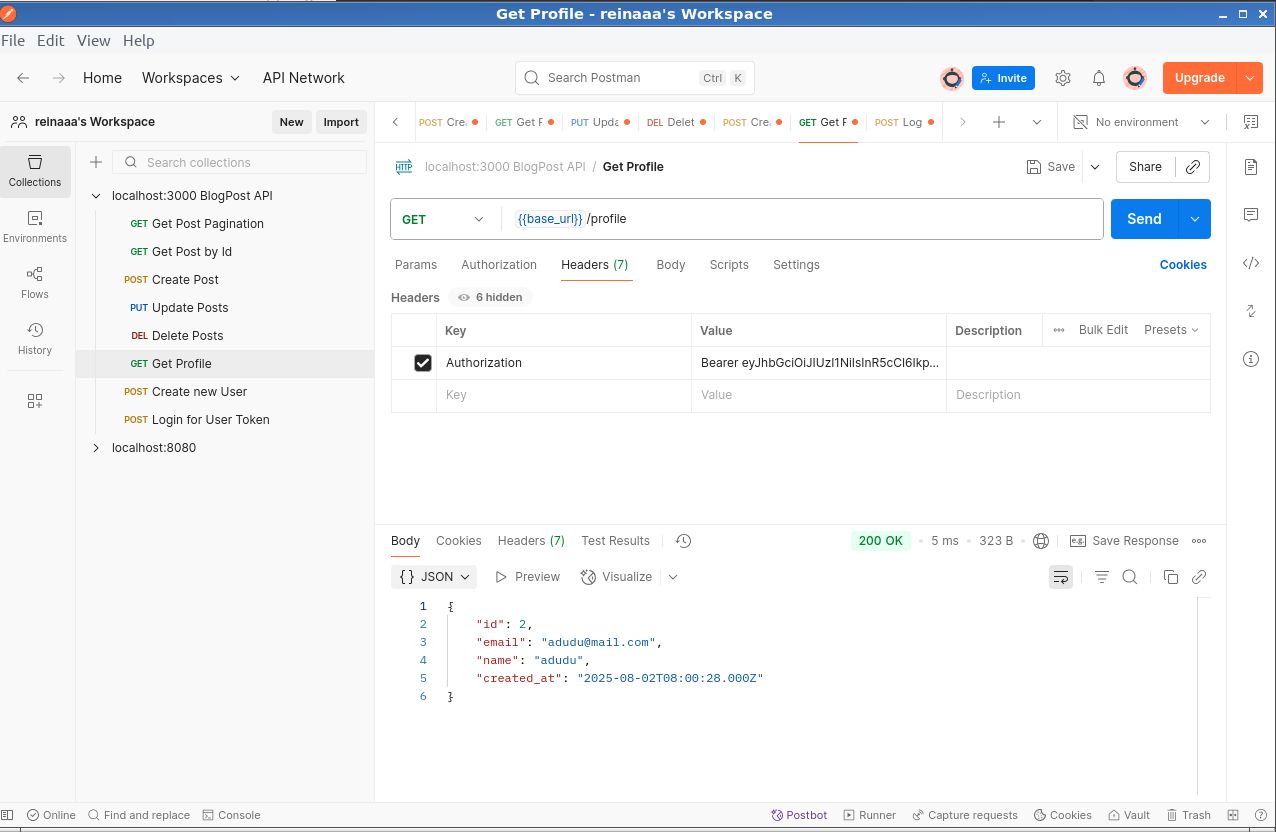 Get Profile - reinaaa's Workspace
File Edit View Help
Home Workspaces API Network
Search Postman Ctrl K
Invite
Upgrade
reinaaa's Workspace
New Import
POST Cre. GET Get F PUT Upda DEL Delet POST Cre. GET Get F POST Log
No environment
Collections
Environments
Flows
History
Search collections
localhost:3000 BlogPost API
GET Get Post Pagination
GET Get Post by Id
POST Create Post
PUT Update Posts
DEL Delete Posts
GET Get Profile
POST Create new User
POST Login for User Token
localhost:8080
HTTP localhost:3000 BlogPost API / Get Profile
Save Share
GET {{base_url}} /profile
Send
Params Authorization Headers (7) Body Scripts Settings
Cookies
Headers 6 hidden
Key Value Description Bulk Edit Presets
Authorization Bearer eyJhbGciOiJIUzI1NiIsInR5cCI6Ikp...
Key Value Description
Body Cookies Headers (7) Test Results
200 OK • 5 ms • 323 B • e.g. Save Response
{} JSON Preview Visualize
1 {
2 "id": 2,
3 "email": "adudu@mail.com",
4 "name": "adudu",
5 "created_at": "2025-08-02T08:00:28.000Z"
6 }
Online Find and replace Console
Postbot Runner Capture requests Cookies Vault Trash